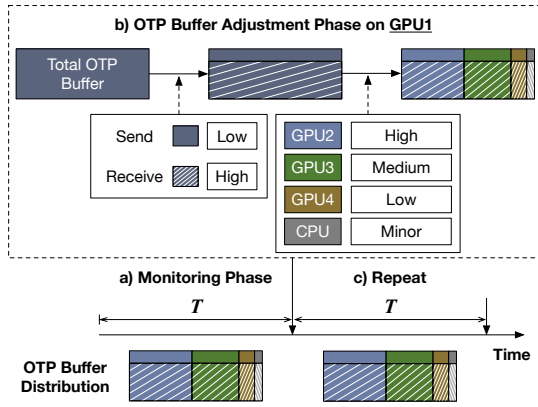 b) OTP Buffer Adjustment Phase on GPU1
Total OTP
Buffer
Send
Low
Receive
High
GPU2
High
GPU3
Medium
GPU4
Low
CPU
Minor
a) Monitoring Phase
c) Repeat
T
T
Time
OTP Buffer
Distribution